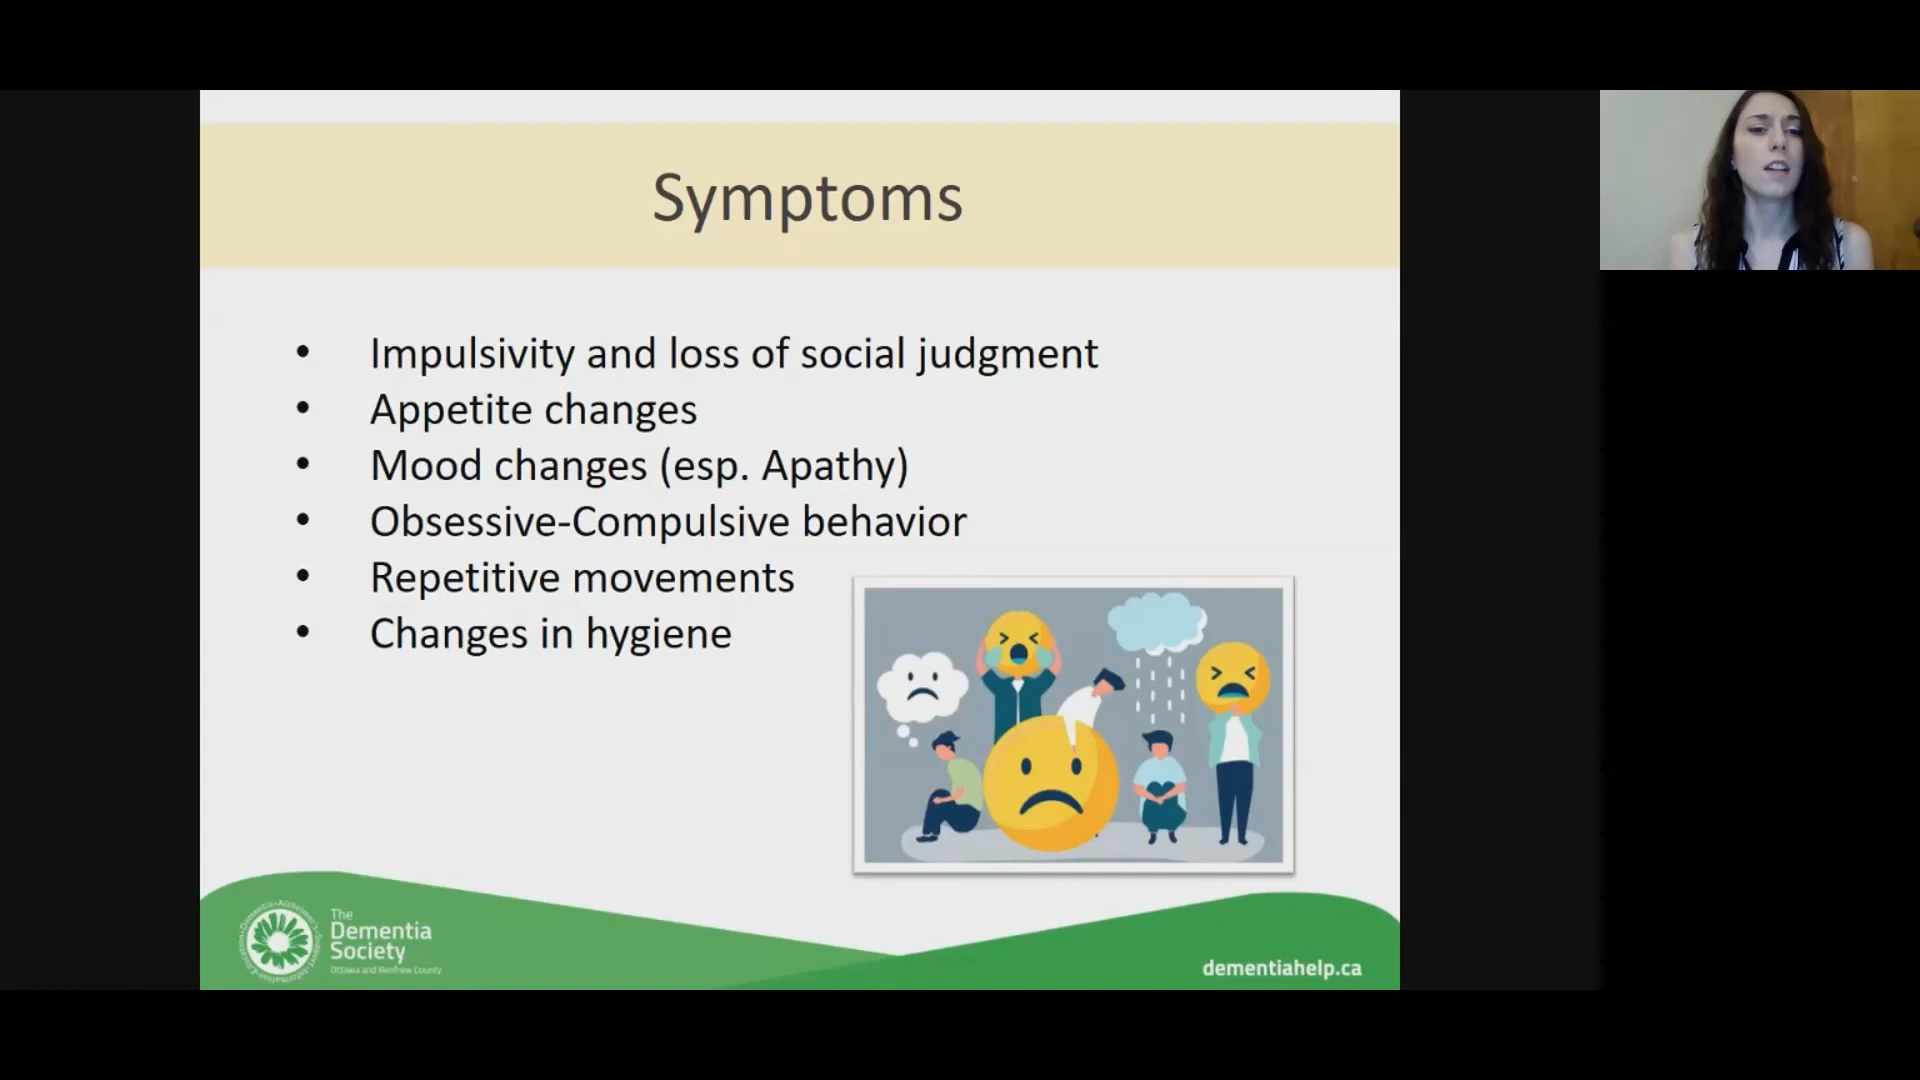 Symptoms
• Impulsivity and loss of social judgment
• Appetite changes
• Mood changes (esp. Apathy)
• Obsessive-Compulsive behavior
• Repetitive movements
• Changes in hygiene
The
Dementia
Society
Ottawa and Renfrew County
dementiahelp.ca